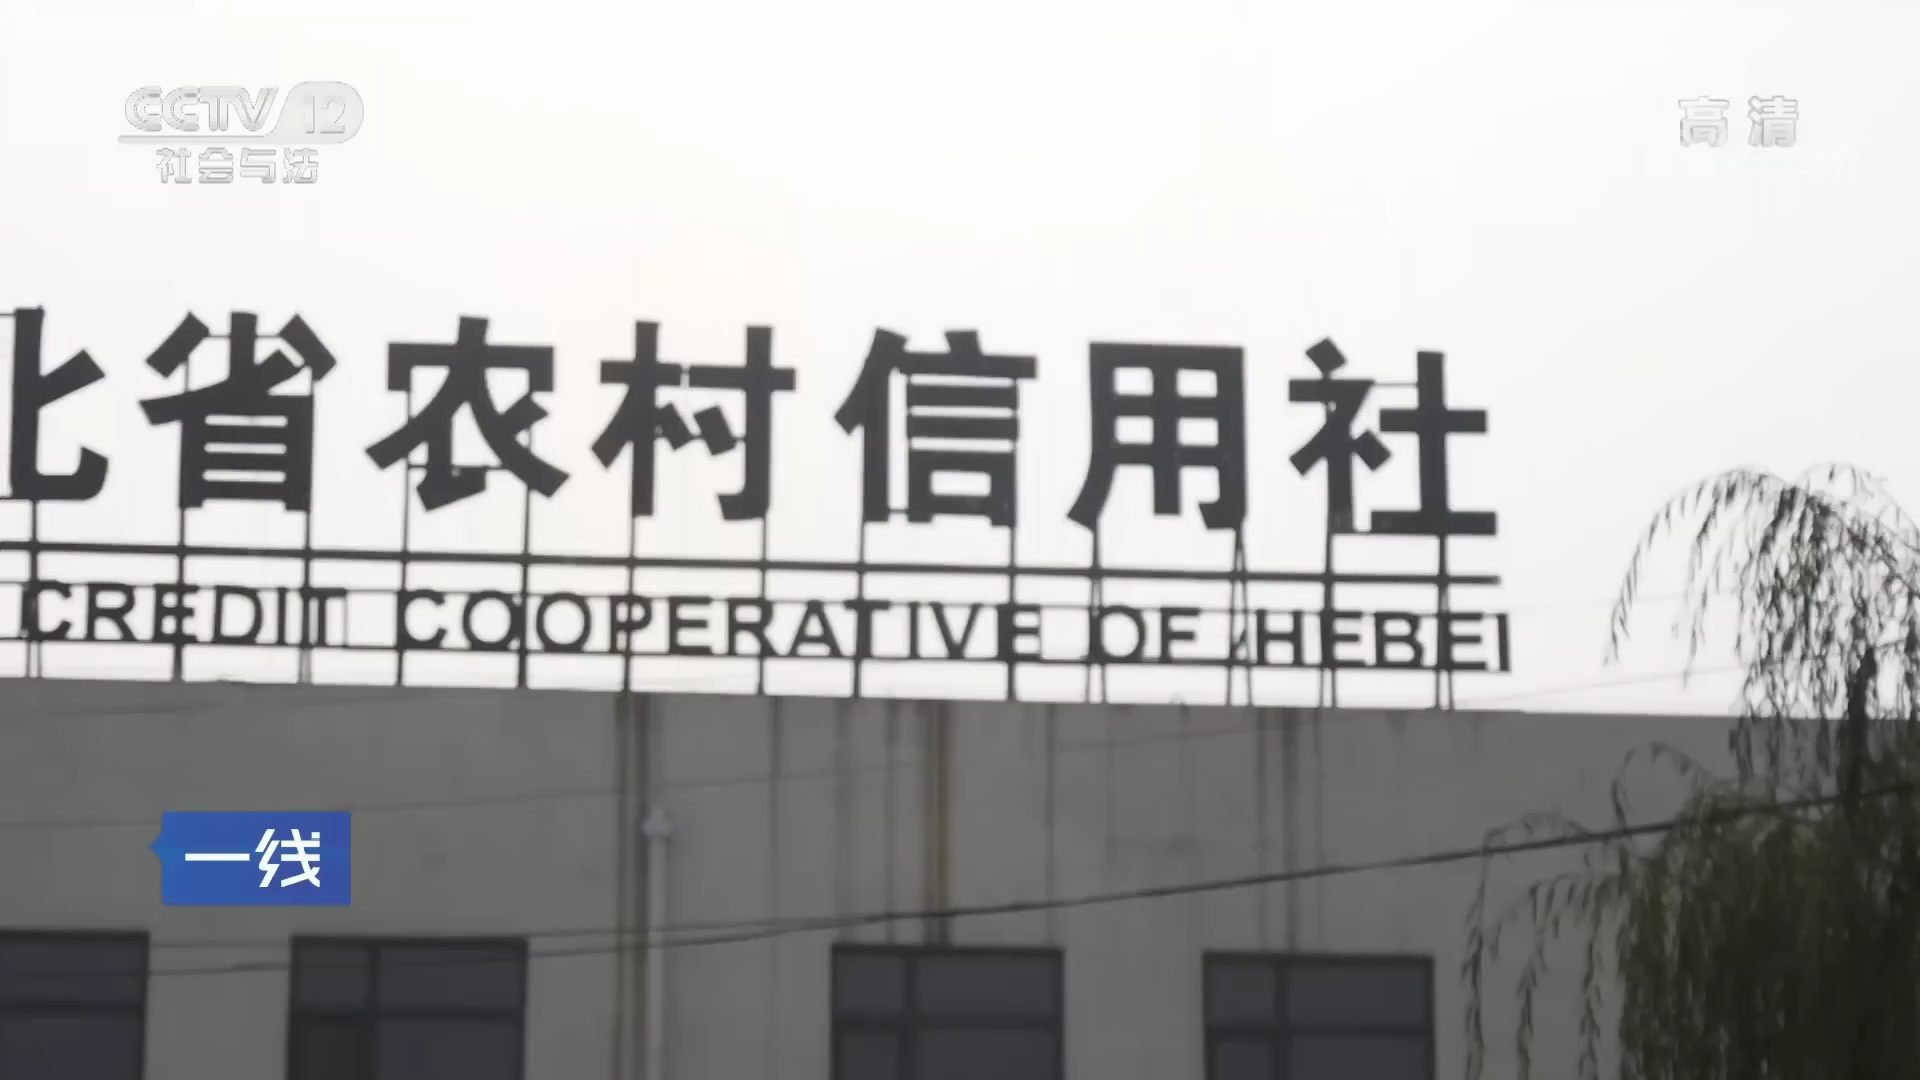 CCTV 12
社会与法
高清
北省农村信用社
CREDIT COOPERATIVE OF HEBEI
一线